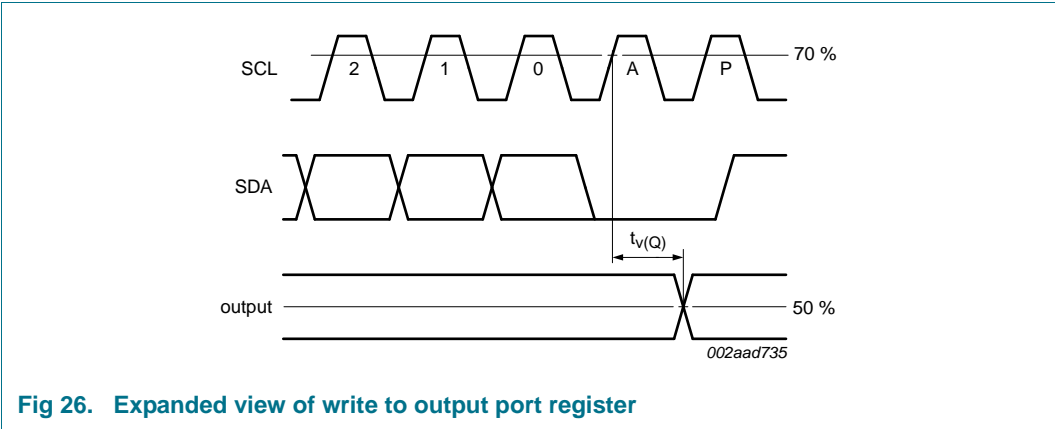 SCL 2 1 0 A P 70 %
SDA
tv(Q)
output 50 %
002aad735
Fig 26. Expanded view of write to output port register